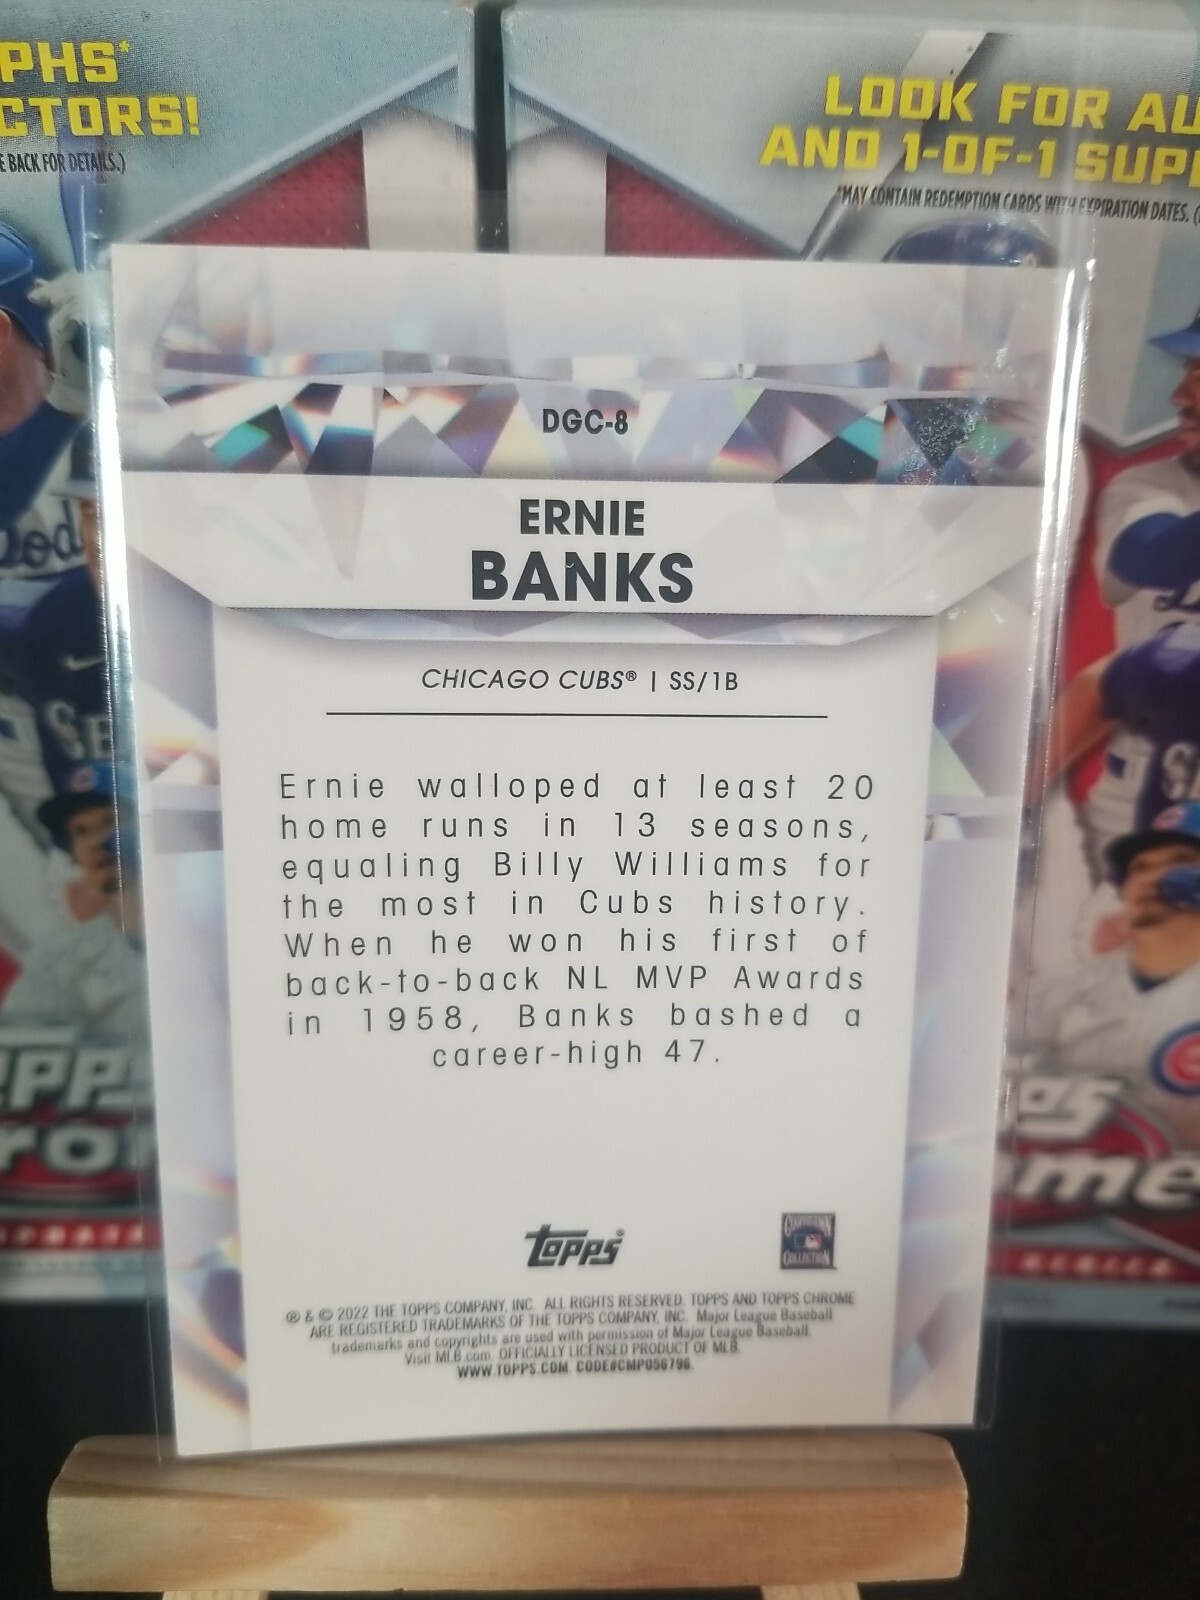 PHS*
CTORS!
E BACK FOR DETAILS.)
LOOK FOR AU
AND 1-OF-1 SUP
*MAY CONTAIN REDEMPTION CARDS WITH EXPIRATION DATES. (
DGC-8
ERNIE
BANKS
CHICAGO CUBS® | SS/1B
Ernie walloped at least 20
home runs in 13 seasons,
equaling Billy Williams for
the most in Cubs history.
When he won his first of
back-to-back NL MVP Awards
in 1958, Banks bashed a
career-high 47.
topps®
COOPERSTOWN
COLLECTION
® & © 2022 THE TOPPS COMPANY, INC. ALL RIGHTS RESERVED. TOPPS AND TOPPS CHROME
ARE REGISTERED TRADEMARKS OF THE TOPPS COMPANY, INC. Major League Baseball
trademarks and copyrights are used with permission of Major League Baseball.
Visit MLB.com. OFFICIALLY LICENSED PRODUCT OF MLB.
WWW.TOPPS.COM. CODE#CMP056796.